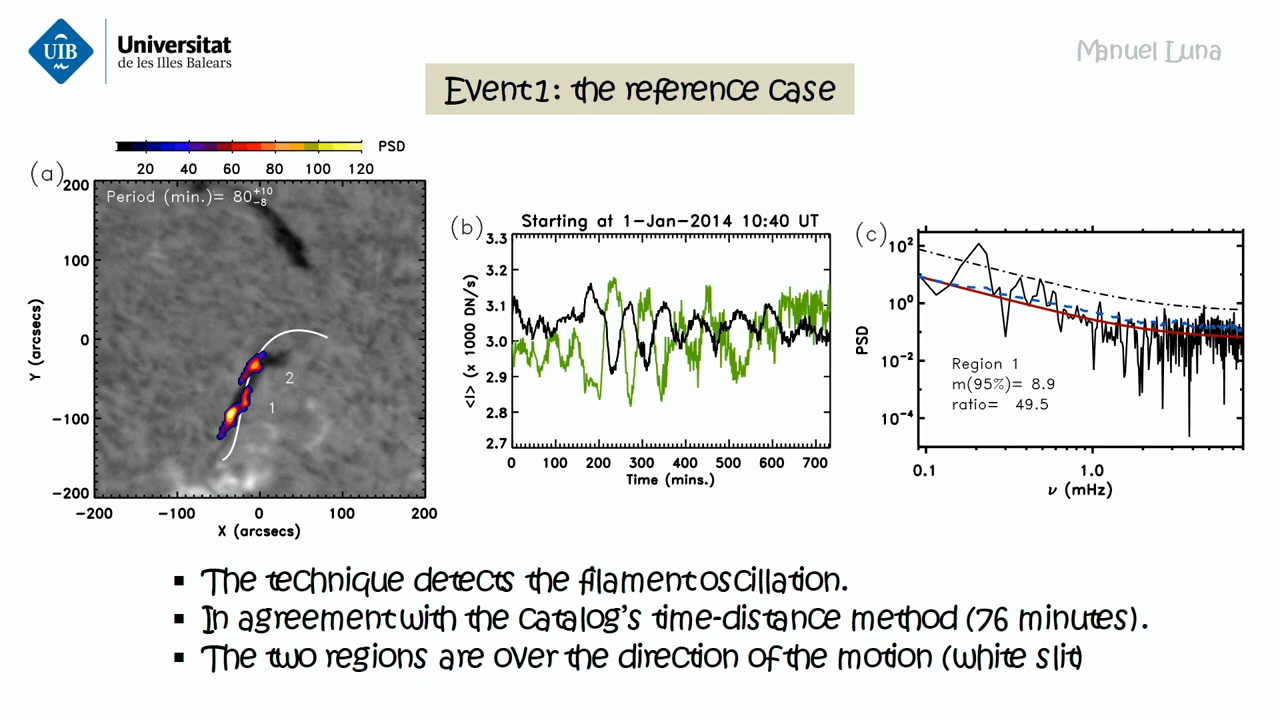 UIB
Universitat
de les Illes Balears
Manuel Luna
Event 1: the reference case
PSD
20 40 60 80 100 120
(a)
Period (min.)= 80+10−8
200
100
0
−100
−200
Y (arcsecs)
2
1
−200 −100 0 100 200
X (arcsecs)
(b)
Starting at 1−Jan−2014 10:40 UT
3.3
3.2
3.1
3.0
2.9
2.8
2.7
<I> (x 1000 DN/s)
0 100 200 300 400 500 600 700
Time (mins.)
(c)
10²
10⁰
10⁻²
10⁻⁴
PSD
Region 1
m(95%)= 8.9
ratio= 49.5
0.1 1.0
ν (mHz)
▪ The technique detects the filament oscillation.
▪ In agreement with the catalog's time-distance method (76 minutes).
▪ The two regions are over the direction of the motion (white slit)